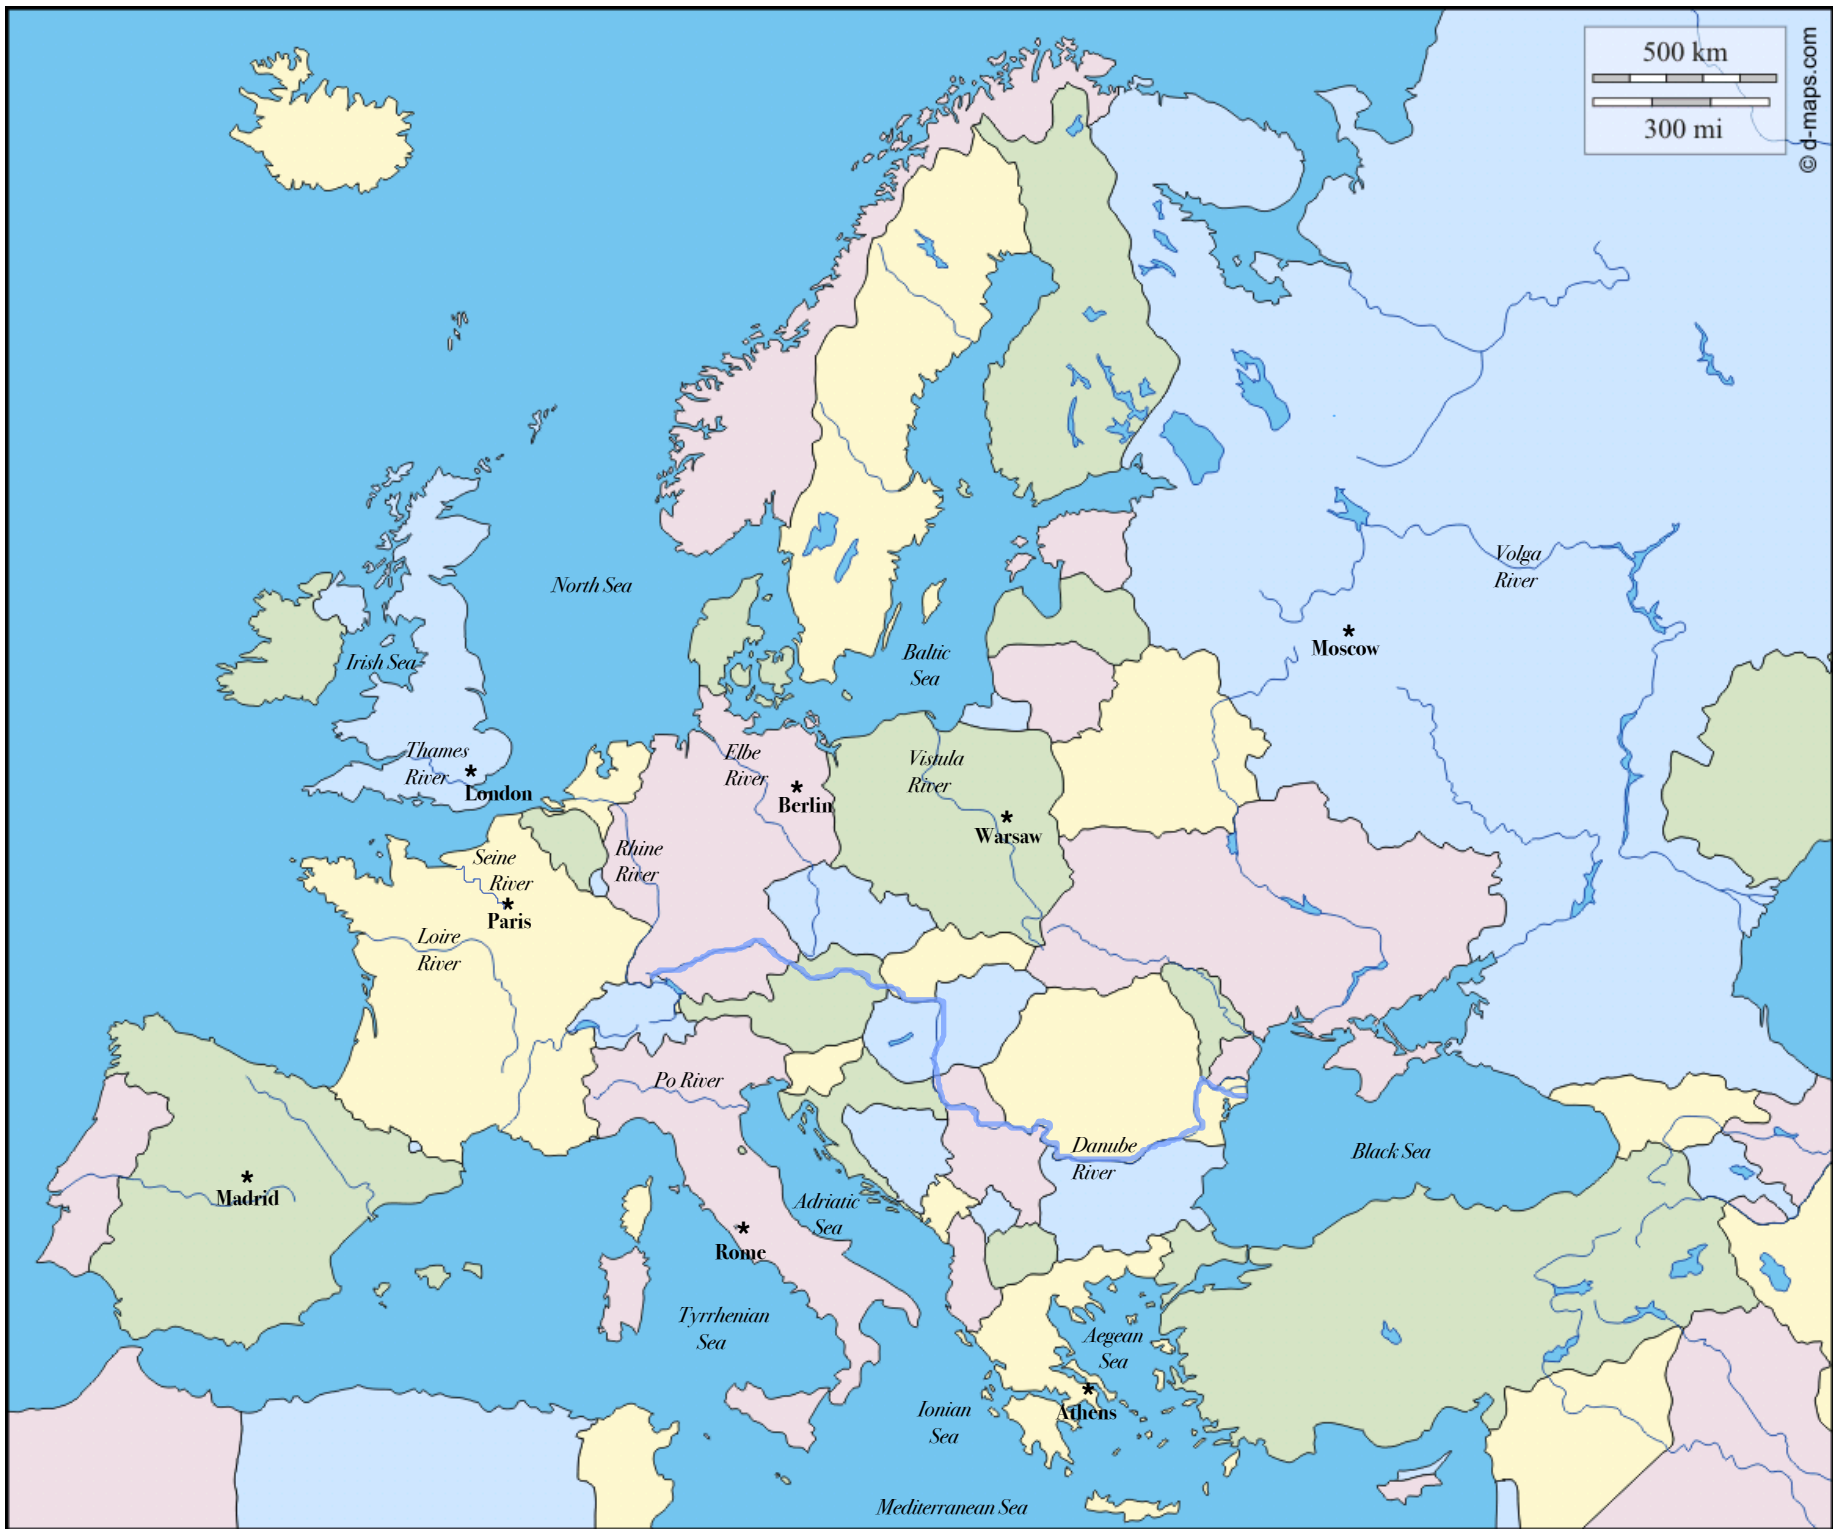 500 km
300 mi
© d-maps.com
North Sea
Volga
River
Moscow
Irish Sea
Baltic
Sea
Thames
River
London
Elbe
River
Berlin
Vistula
River
Warsaw
Rhine
River
Seine
River
Paris
Loire
River
Po River
Danube
River
Black Sea
Madrid
Adriatic
Sea
Rome
Tyrrhenian
Sea
Aegean
Sea
Athens
Ionian
Sea
Mediterranean Sea